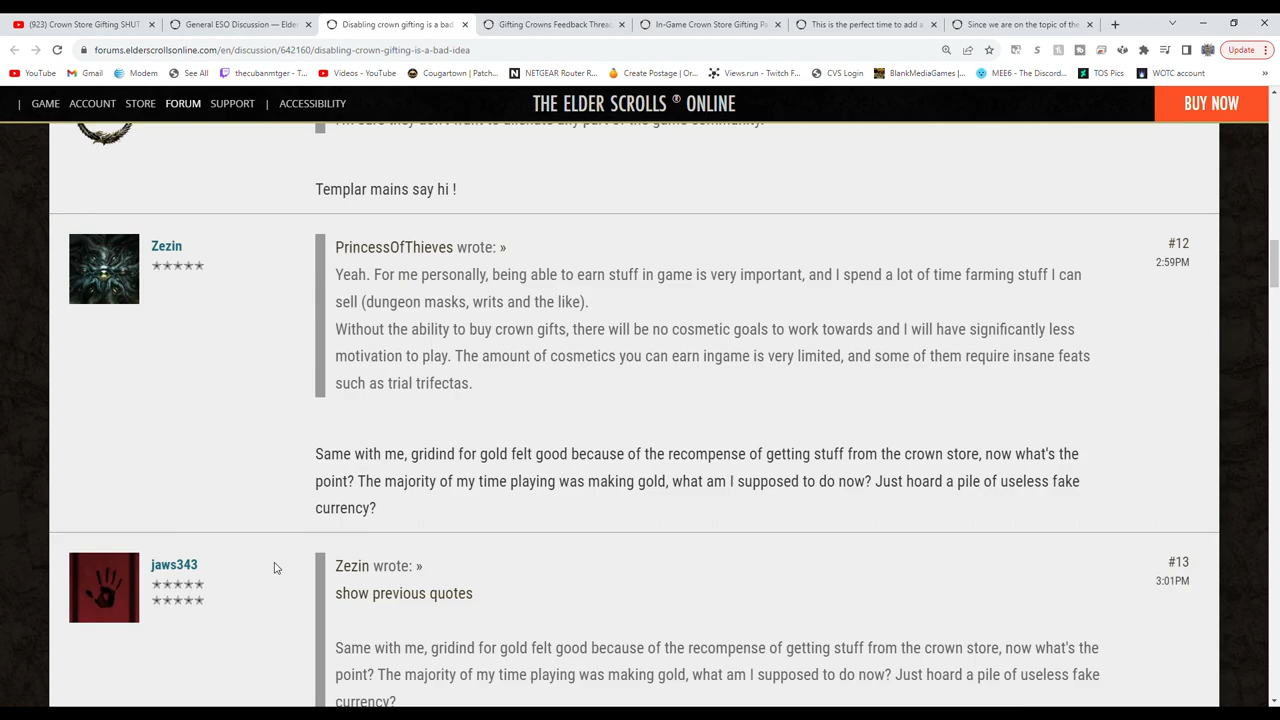 (923) Crown Store Gifting SHUT
General ESO Discussion — Elder
Disabling crown gifting is a bad
Gifting Crowns Feedback Thread
In-Game Crown Store Gifting Pa
This is the perfect time to add a
Since we are on the topic of the
forums.elderscrollsonline.com/en/discussion/642160/disabling-crown-gifting-is-a-bad-idea
Update
YouTube
Gmail
Modem
See All
thecubanmtger - T...
Videos - YouTube
Cougartown | Patch...
NETGEAR Router R...
Create Postage | Or...
Views.run - Twitch F...
CVS Login
BlankMediaGames |...
MEE6 - The Discord...
TOS Pics
WOTC account
»
| GAME ACCOUNT STORE FORUM SUPPORT | ACCESSIBILITY
THE ELDER SCROLLS ® ONLINE
BUY NOW
I'm sure they don't want to alienate any part of the game community.
Templar mains say hi !
Zezin
PrincessOfThieves wrote: »
#12
2:59PM
Yeah. For me personally, being able to earn stuff in game is very important, and I spend a lot of time farming stuff I can
sell (dungeon masks, writs and the like).
Without the ability to buy crown gifts, there will be no cosmetic goals to work towards and I will have significantly less
motivation to play. The amount of cosmetics you can earn ingame is very limited, and some of them require insane feats
such as trial trifectas.
Same with me, gridind for gold felt good because of the recompense of getting stuff from the crown store, now what's the
point? The majority of my time playing was making gold, what am I supposed to do now? Just hoard a pile of useless fake
currency?
jaws343
Zezin wrote: »
#13
3:01PM
show previous quotes
Same with me, gridind for gold felt good because of the recompense of getting stuff from the crown store, now what's the
point? The majority of my time playing was making gold, what am I supposed to do now? Just hoard a pile of useless fake
currency?